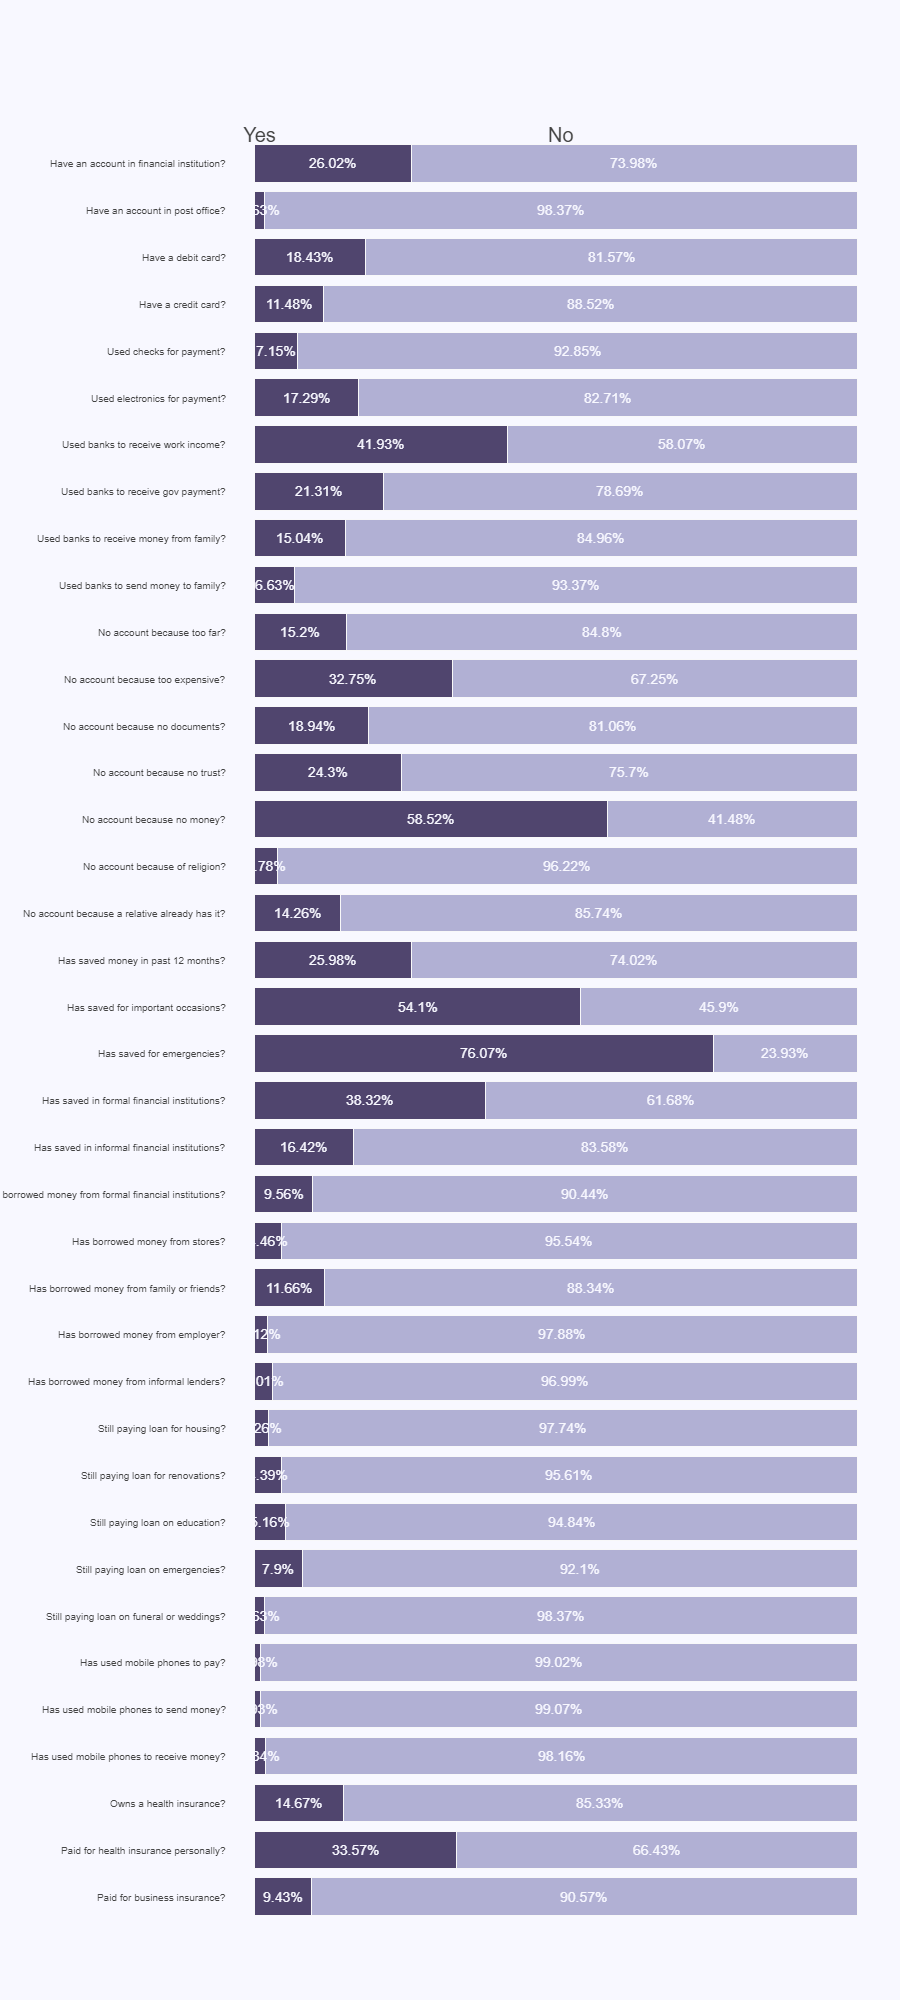 Yes No
Have an account in financial institution? 26.02% 73.98%
Have an account in post office? 63% 98.37%
Have a debit card? 18.43% 81.57%
Have a credit card? 11.48% 88.52%
Used checks for payment? 7.15% 92.85%
Used electronics for payment? 17.29% 82.71%
Used banks to receive work income? 41.93% 58.07%
Used banks to receive gov payment? 21.31% 78.69%
Used banks to receive money from family? 15.04% 84.96%
Used banks to send money to family? 6.63% 93.37%
No account because too far? 15.2% 84.8%
No account because too expensive? 32.75% 67.25%
No account because no documents? 18.94% 81.06%
No account because no trust? 24.3% 75.7%
No account because no money? 58.52% 41.48%
No account because of religion? .78% 96.22%
No account because a relative already has it? 14.26% 85.74%
Has saved money in past 12 months? 25.98% 74.02%
Has saved for important occasions? 54.1% 45.9%
Has saved for emergencies? 76.07% 23.93%
Has saved in formal financial institutions? 38.32% 61.68%
Has saved in informal financial institutions? 16.42% 83.58%
borrowed money from formal financial institutions? 9.56% 90.44%
Has borrowed money from stores? .46% 95.54%
Has borrowed money from family or friends? 11.66% 88.34%
Has borrowed money from employer? 12% 97.88%
Has borrowed money from informal lenders? 01% 96.99%
Still paying loan for housing? 26% 97.74%
Still paying loan for renovations? .39% 95.61%
Still paying loan on education? 5.16% 94.84%
Still paying loan on emergencies? 7.9% 92.1%
Still paying loan on funeral or weddings? 63% 98.37%
Has used mobile phones to pay? 98% 99.02%
Has used mobile phones to send money? 93% 99.07%
Has used mobile phones to receive money? 84% 98.16%
Owns a health insurance? 14.67% 85.33%
Paid for health insurance personally? 33.57% 66.43%
Paid for business insurance? 9.43% 90.57%